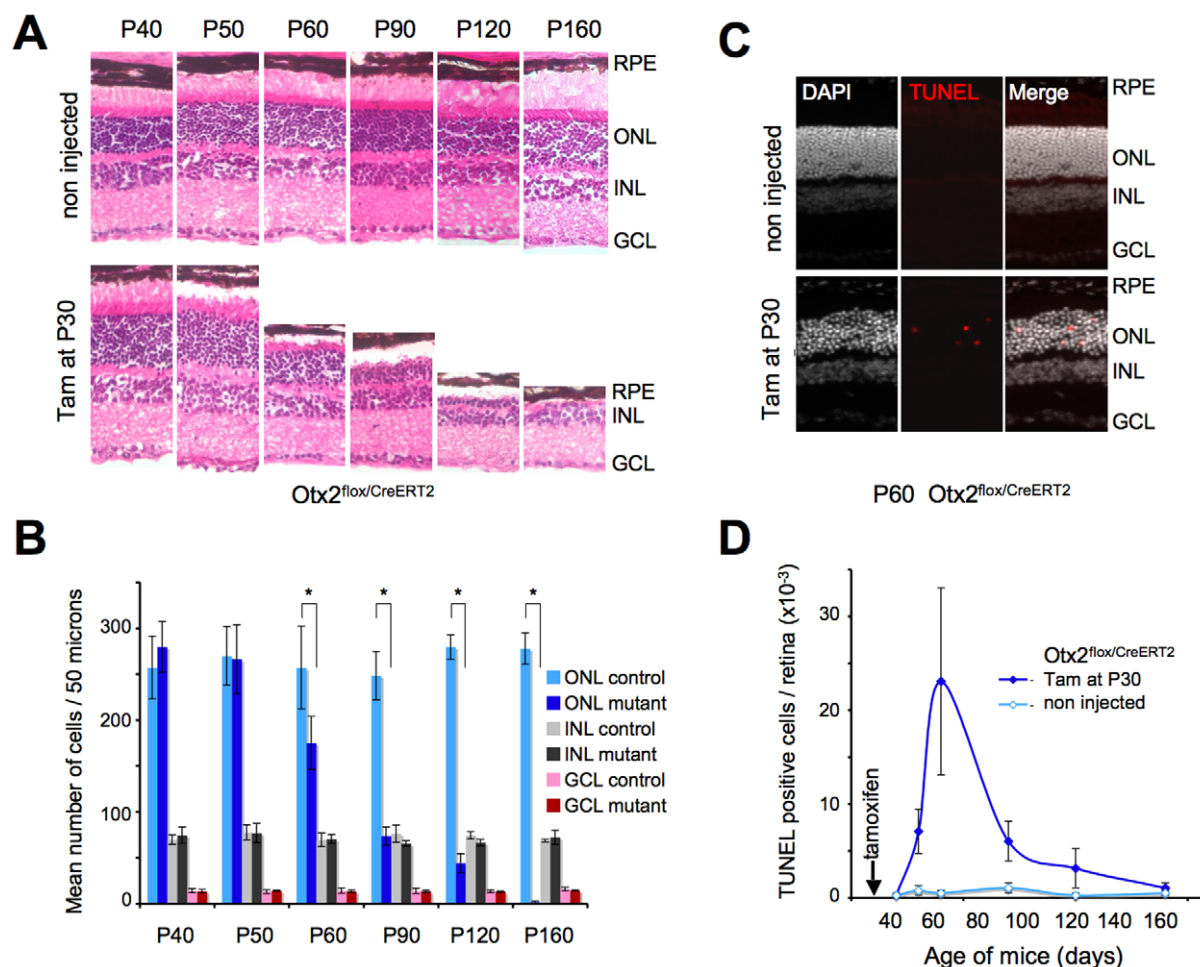 A
P40 P50 P60 P90 P120 P160
non injected
RPE
ONL
INL
GCL
Tam at P30
RPE
INL
GCL
Otx2flox/CreERT2
C
non injected
DAPI TUNEL Merge
RPE
ONL
INL
GCL
Tam at P30
RPE
ONL
INL
GCL
P60 Otx2flox/CreERT2
B
Mean number of cells / 50 microns
300
200
100
0
* * * *
ONL control
ONL mutant
INL control
INL mutant
GCL control
GCL mutant
P40 P50 P60 P90 P120 P160
D
TUNEL positive cells / retina (x10-3)
30
20
10
0
tamoxifen
Otx2flox/CreERT2
- Tam at P30
- non injected
40 60 80 100 120 140 160
Age of mice (days)